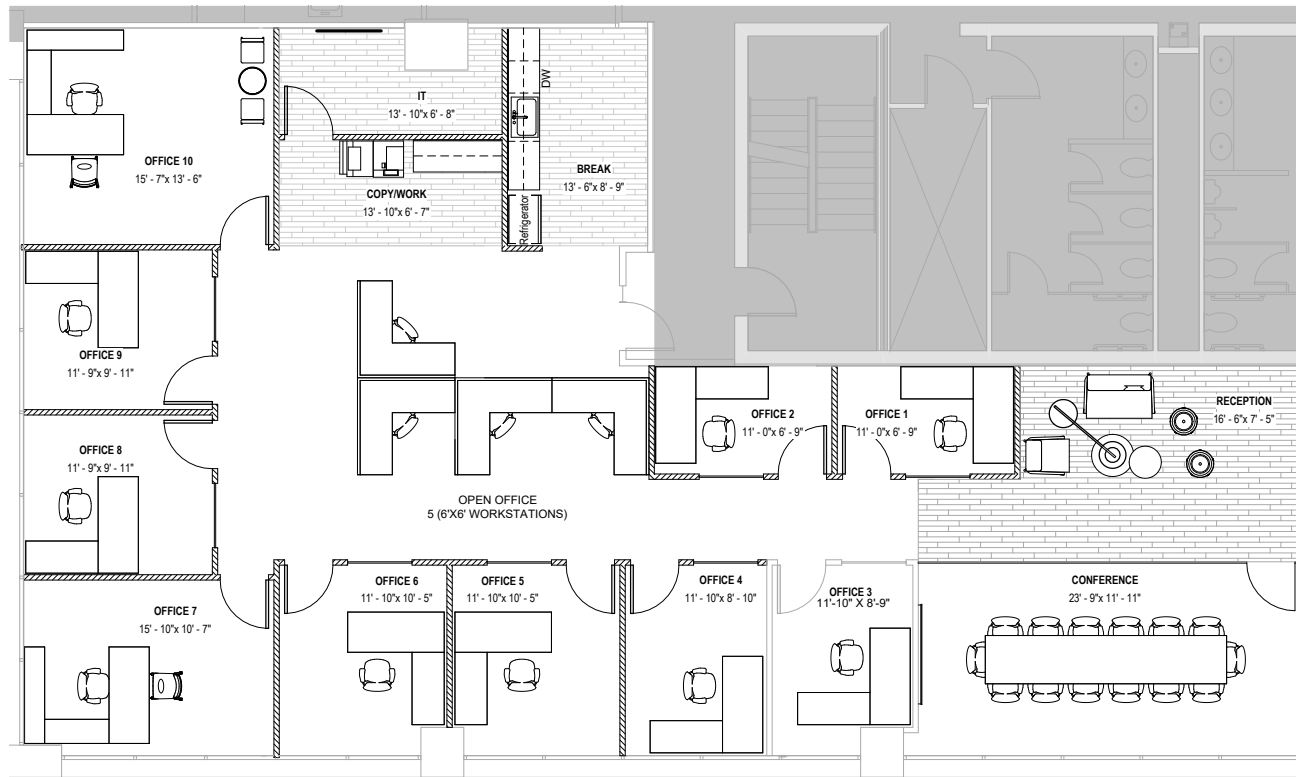 DW
IT
13' - 10"x 6' - 8"
OFFICE 10
15' - 7"x 13' - 6"
BREAK
13' - 6"x 8' - 9"
COPY/WORK
13' - 10"x 6' - 7"
Refrigerator
OFFICE 9
11' - 9"x 9' - 11"
RECEPTION
16' - 6"x 7' - 5"
OFFICE 2
11' - 0"x 6' - 9"
OFFICE 1
11' - 0"x 6' - 9"
OFFICE 8
11' - 9"x 9' - 11"
OPEN OFFICE
5 (6'X6' WORKSTATIONS)
OFFICE 6
11' - 10"x 10' - 5"
OFFICE 5
11' - 10"x 10' - 5"
OFFICE 4
11' - 10"x 8' - 10"
OFFICE 3
11'-10" X 8'-9"
CONFERENCE
23' - 9"x 11' - 11"
OFFICE 7
15' - 10"x 10' - 7"